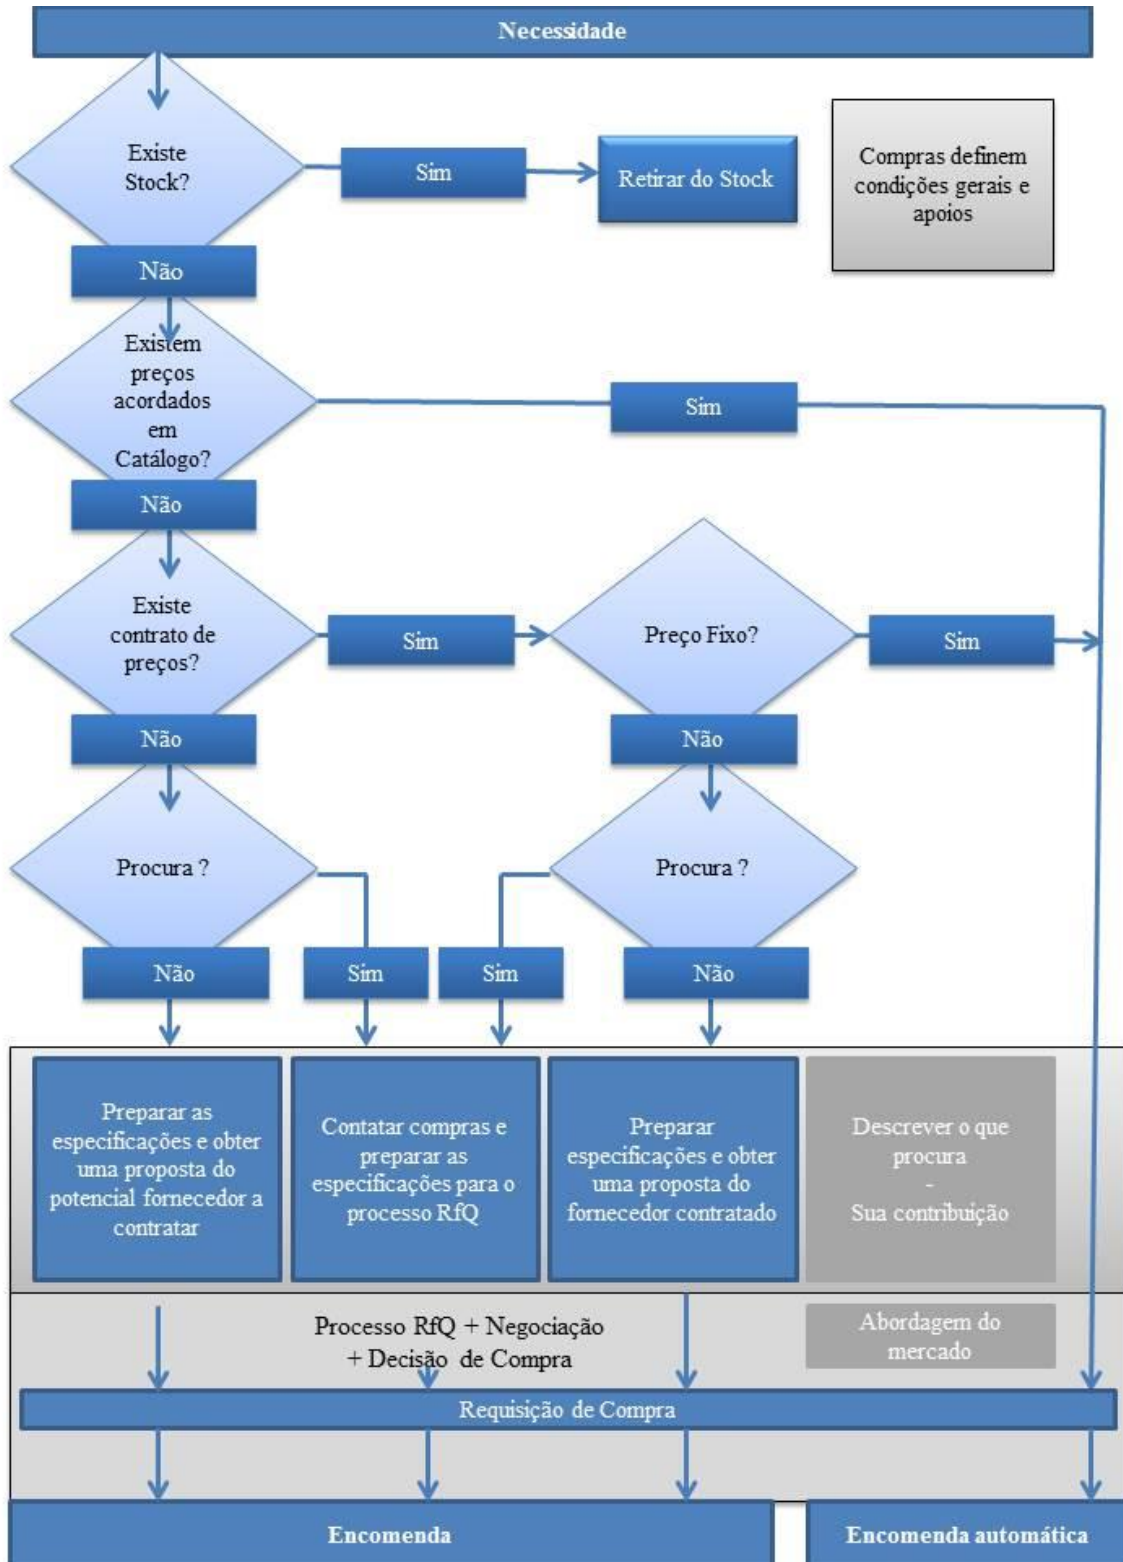 Necessidade
Existe
Stock?
Sim
Retirar do Stock
Compras definem
condições gerais e
apoios
Não
Existem
preços
acordados
em
Catálogo?
Sim
Não
Existe
contrato de
preços?
Sim
Preço Fixo?
Sim
Não
Não
Procura ?
Procura ?
Não
Sim
Sim
Não
Preparar as
especificações e obter
uma proposta do
potencial fornecedor a
contratar
Contatar compras e
preparar as
especificações para o
processo RfQ
Preparar
especificações e obter
uma proposta do
fornecedor contratado
Descrever o que
procura
-
Sua contribuição
Processo RfQ + Negociação
+ Decisão de Compra
Abordagem do
mercado
Requisição de Compra
Encomenda
Encomenda automática